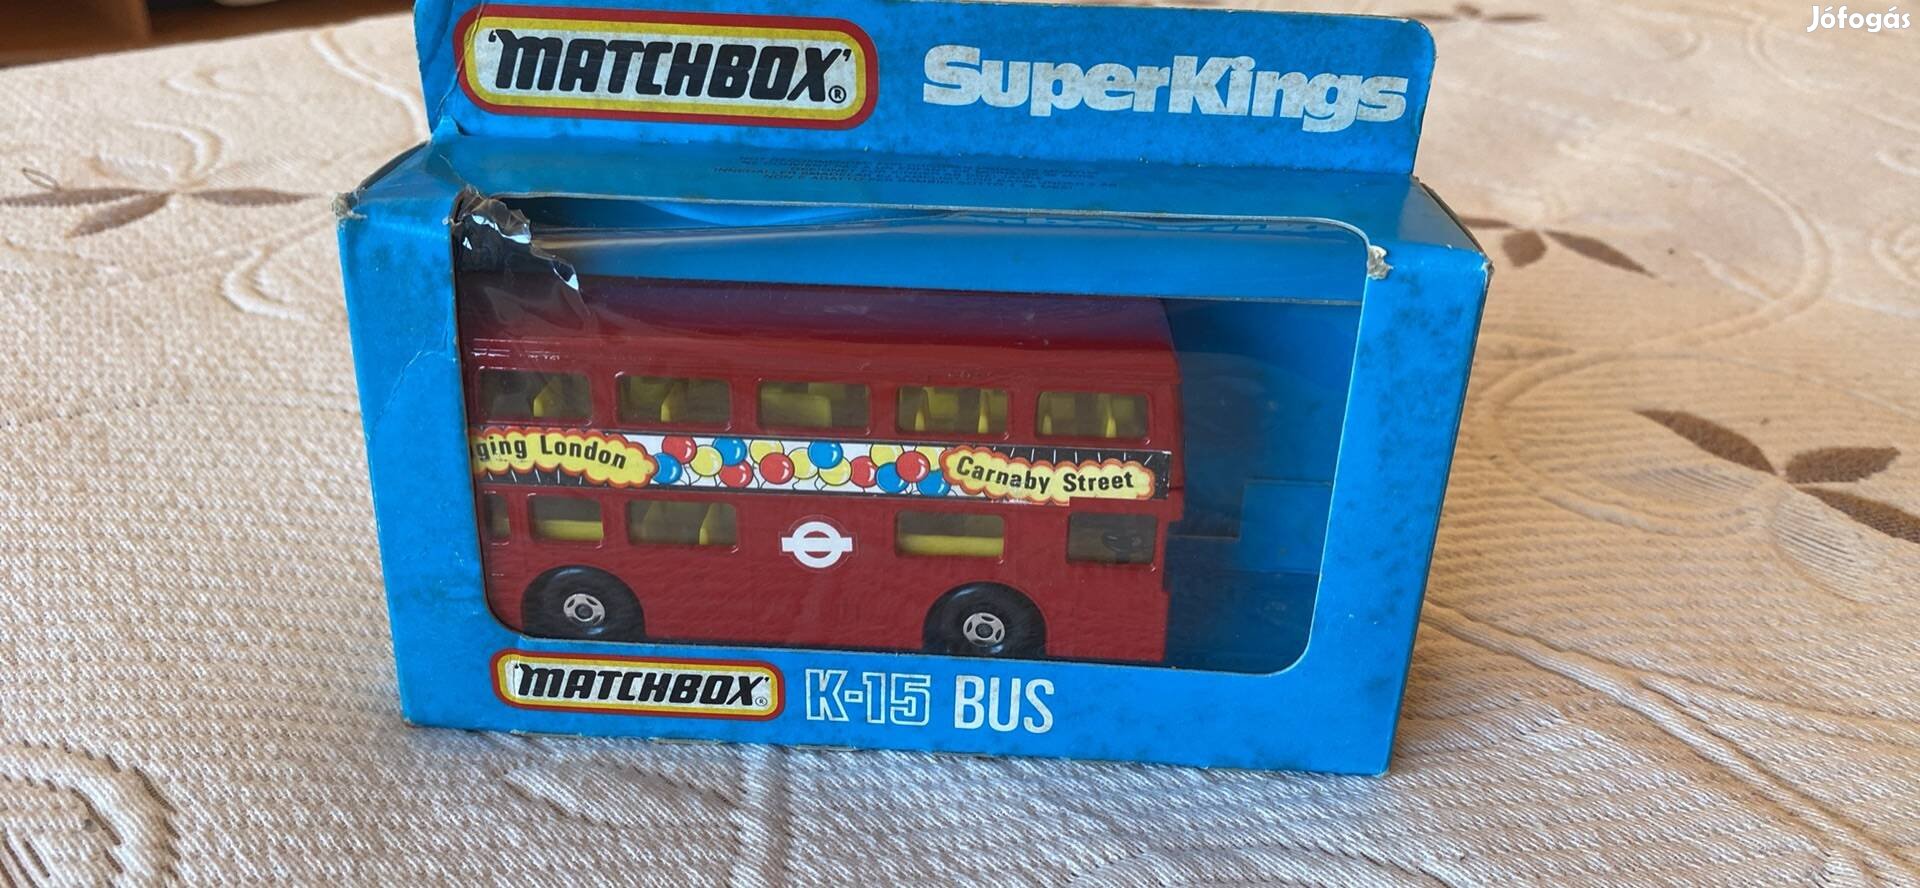 Jófogás
'MATCHBOX'®
SuperKings
ging London
Carnaby Street
'MATCHBOX'®
K-15 BUS